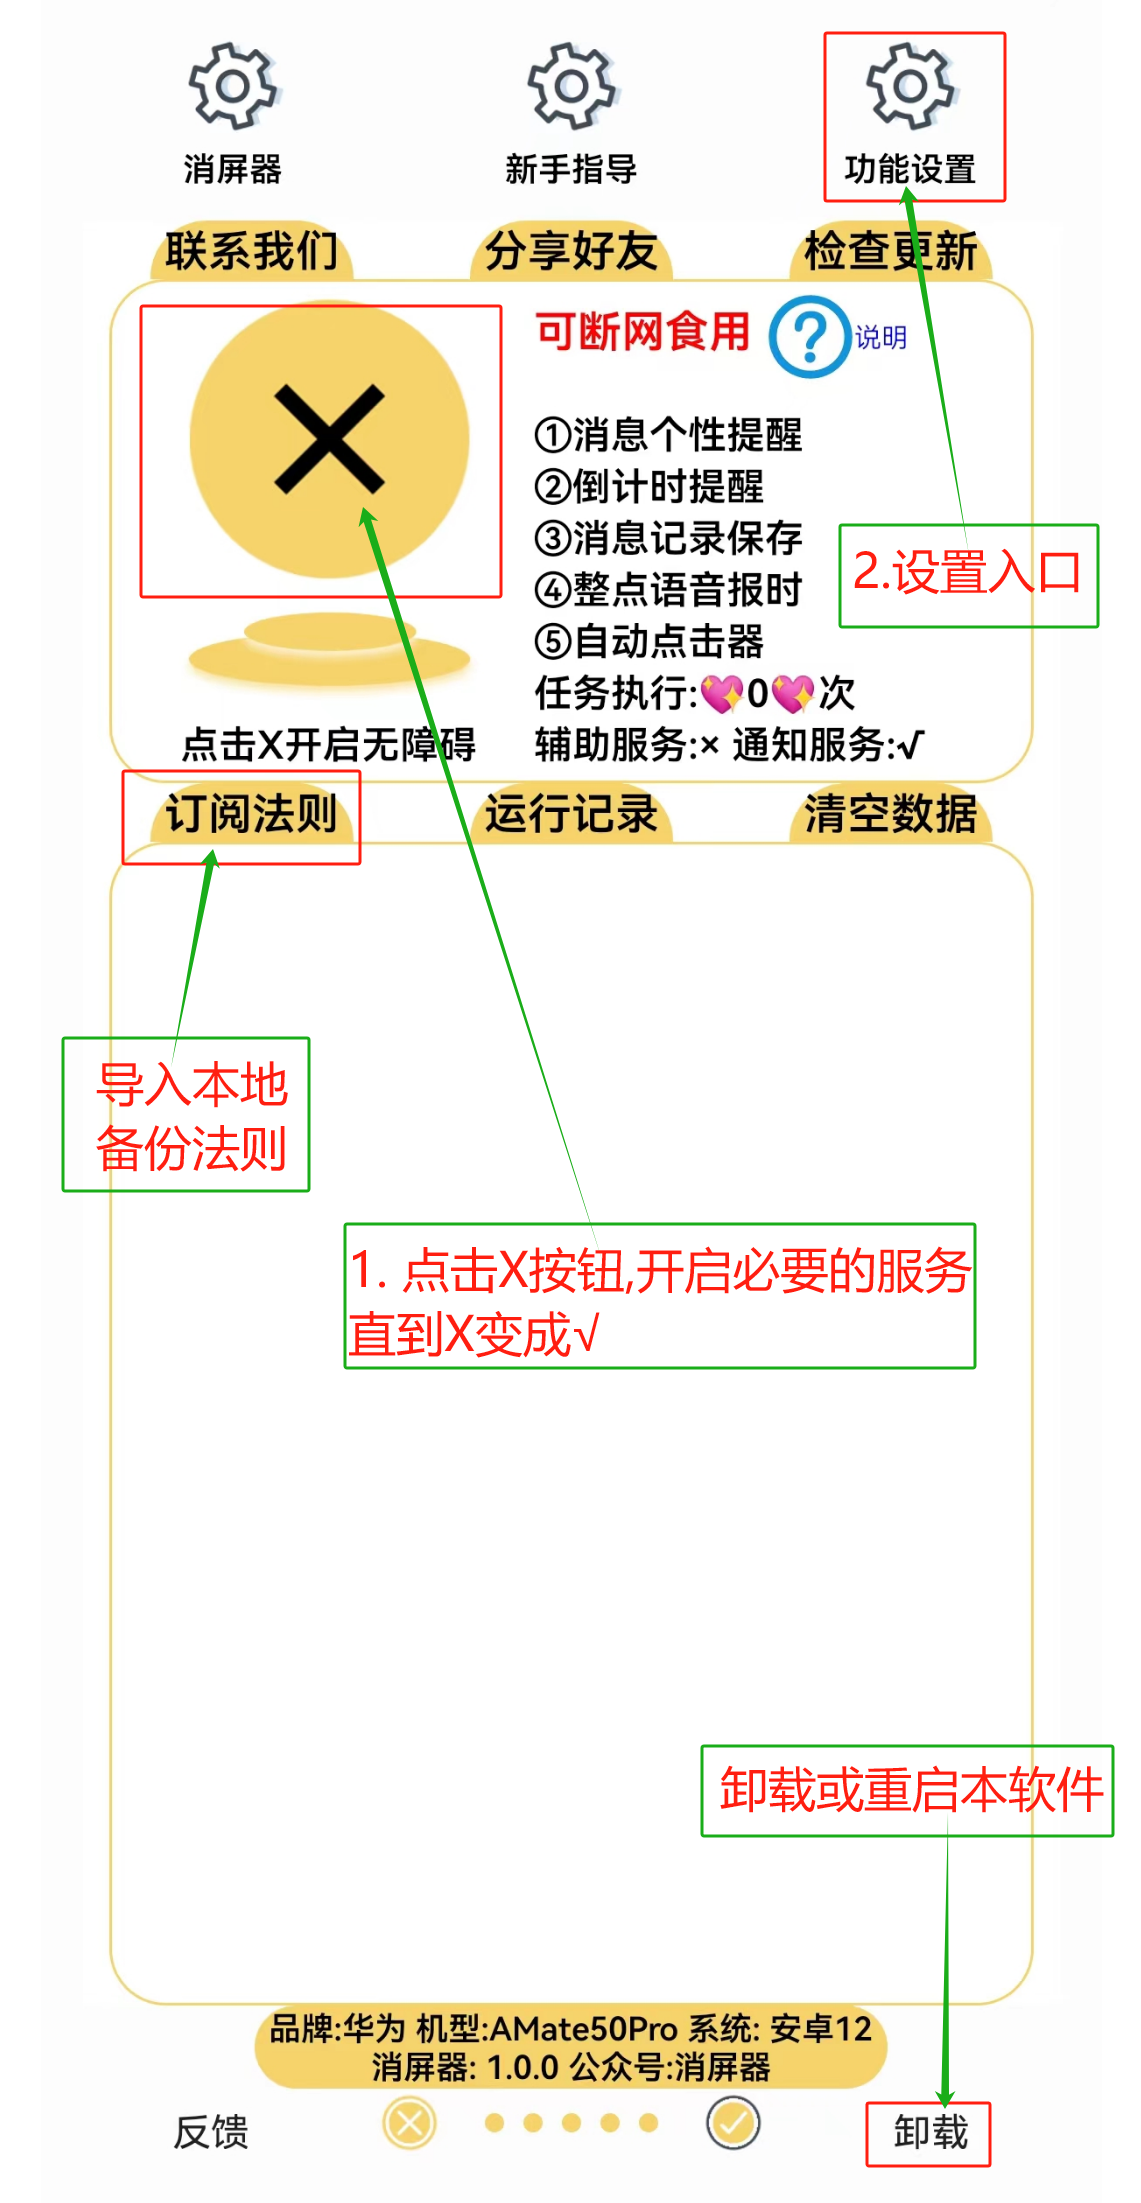 消屏器
新手指导
功能设置
联系我们
分享好友
检查更新
可断网食用
说明
①消息个性提醒
②倒计时提醒
③消息记录保存
④整点语音报时
⑤自动点击器
任务执行:💖0💖次
辅助服务:× 通知服务:√
点击X开启无障碍
2.设置入口
订阅法则
运行记录
清空数据
导入本地
备份法则
1. 点击X按钮,开启必要的服务
直到X变成√
卸载或重启本软件
品牌:华为 机型:AMate50Pro 系统: 安卓12
消屏器: 1.0.0 公众号:消屏器
反馈
卸载